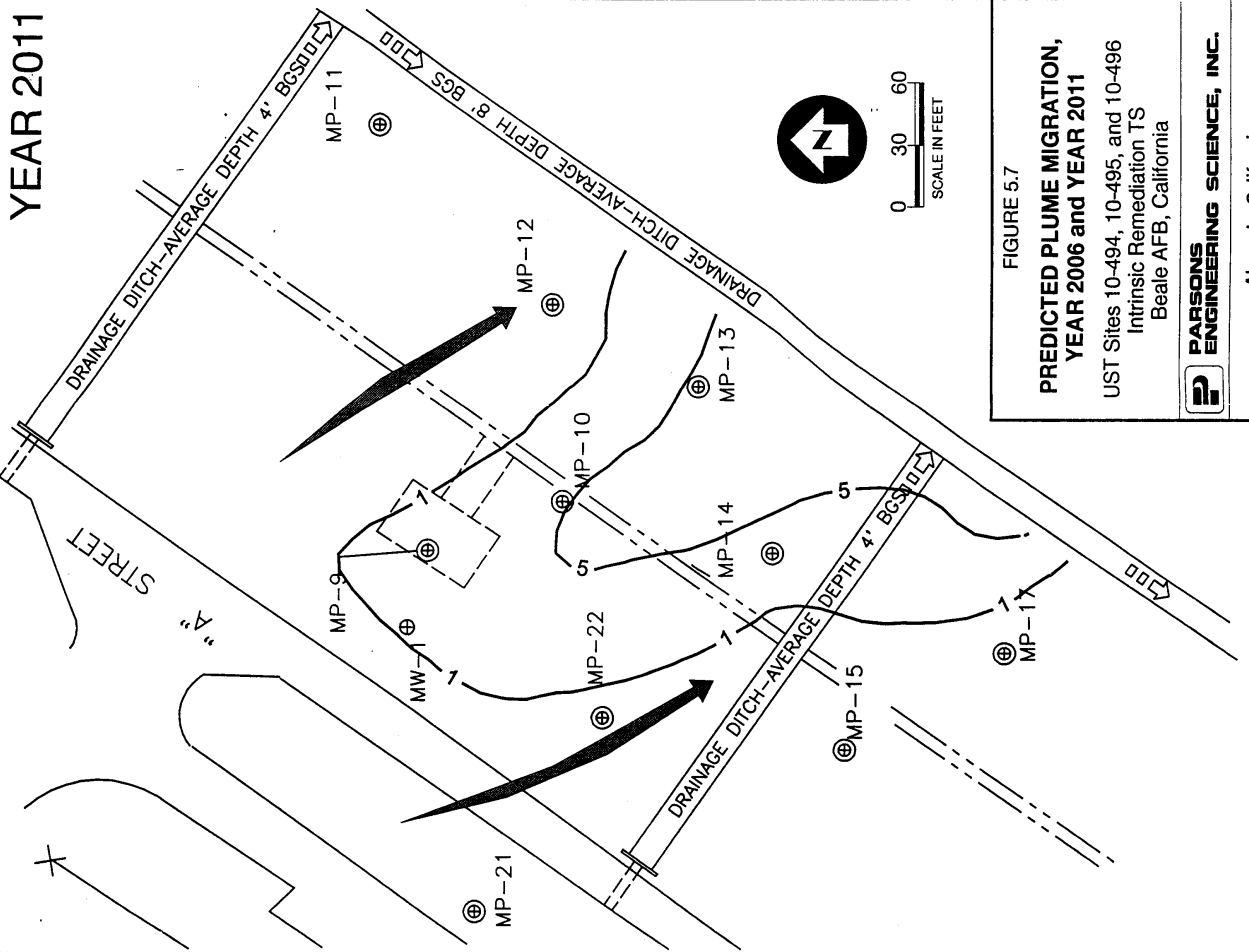 YEAR 2011
DRAINAGE DITCH-AVERAGE DEPTH 4' BGS
MP-11
DRAINAGE DITCH-AVERAGE DEPTH 8' BGS
"A" STREET
MP-12
MP-9
1
MW-1
1
MP-10
MP-13
5
MP-22
MP-14
5
1
DRAINAGE DITCH-AVERAGE DEPTH 4' BGS
1
MP-17
MP-15
MP-21
N
0 30 60
SCALE IN FEET
FIGURE 5.7
PREDICTED PLUME MIGRATION,
YEAR 2006 and YEAR 2011
UST Sites 10-494, 10-495, and 10-496
Intrinsic Remediation TS
Beale AFB, California
PARSONS
ENGINEERING SCIENCE, INC.